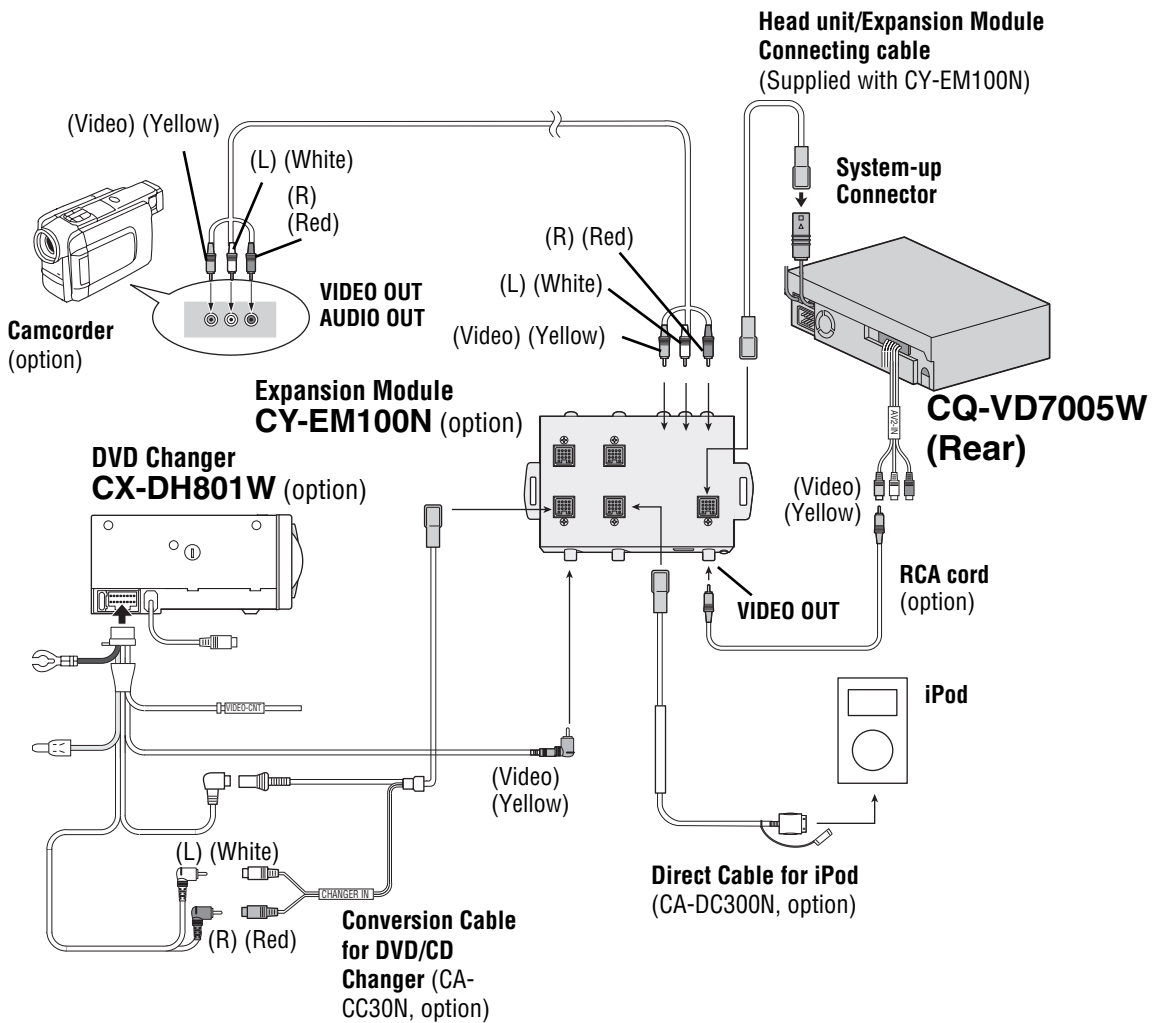 Head unit/Expansion Module
Connecting cable
(Supplied with CY-EM100N)
(Video) (Yellow)
(L) (White)
(R)
(Red)
System-up
Connector
(R) (Red)
(L) (White)
(Video) (Yellow)
VIDEO OUT
AUDIO OUT
Camcorder
(option)
Expansion Module
CY-EM100N (option)
CQ-VD7005W
(Rear)
AV2-IN
DVD Changer
CX-DH801W (option)
(Video)
(Yellow)
RCA cord
(option)
VIDEO OUT
iPod
VIDEO-CNT
(Video)
(Yellow)
(L) (White)
CHANGER IN
(R) (Red)
Direct Cable for iPod
(CA-DC300N, option)
Conversion Cable
for DVD/CD
Changer (CA-
CC30N, option)